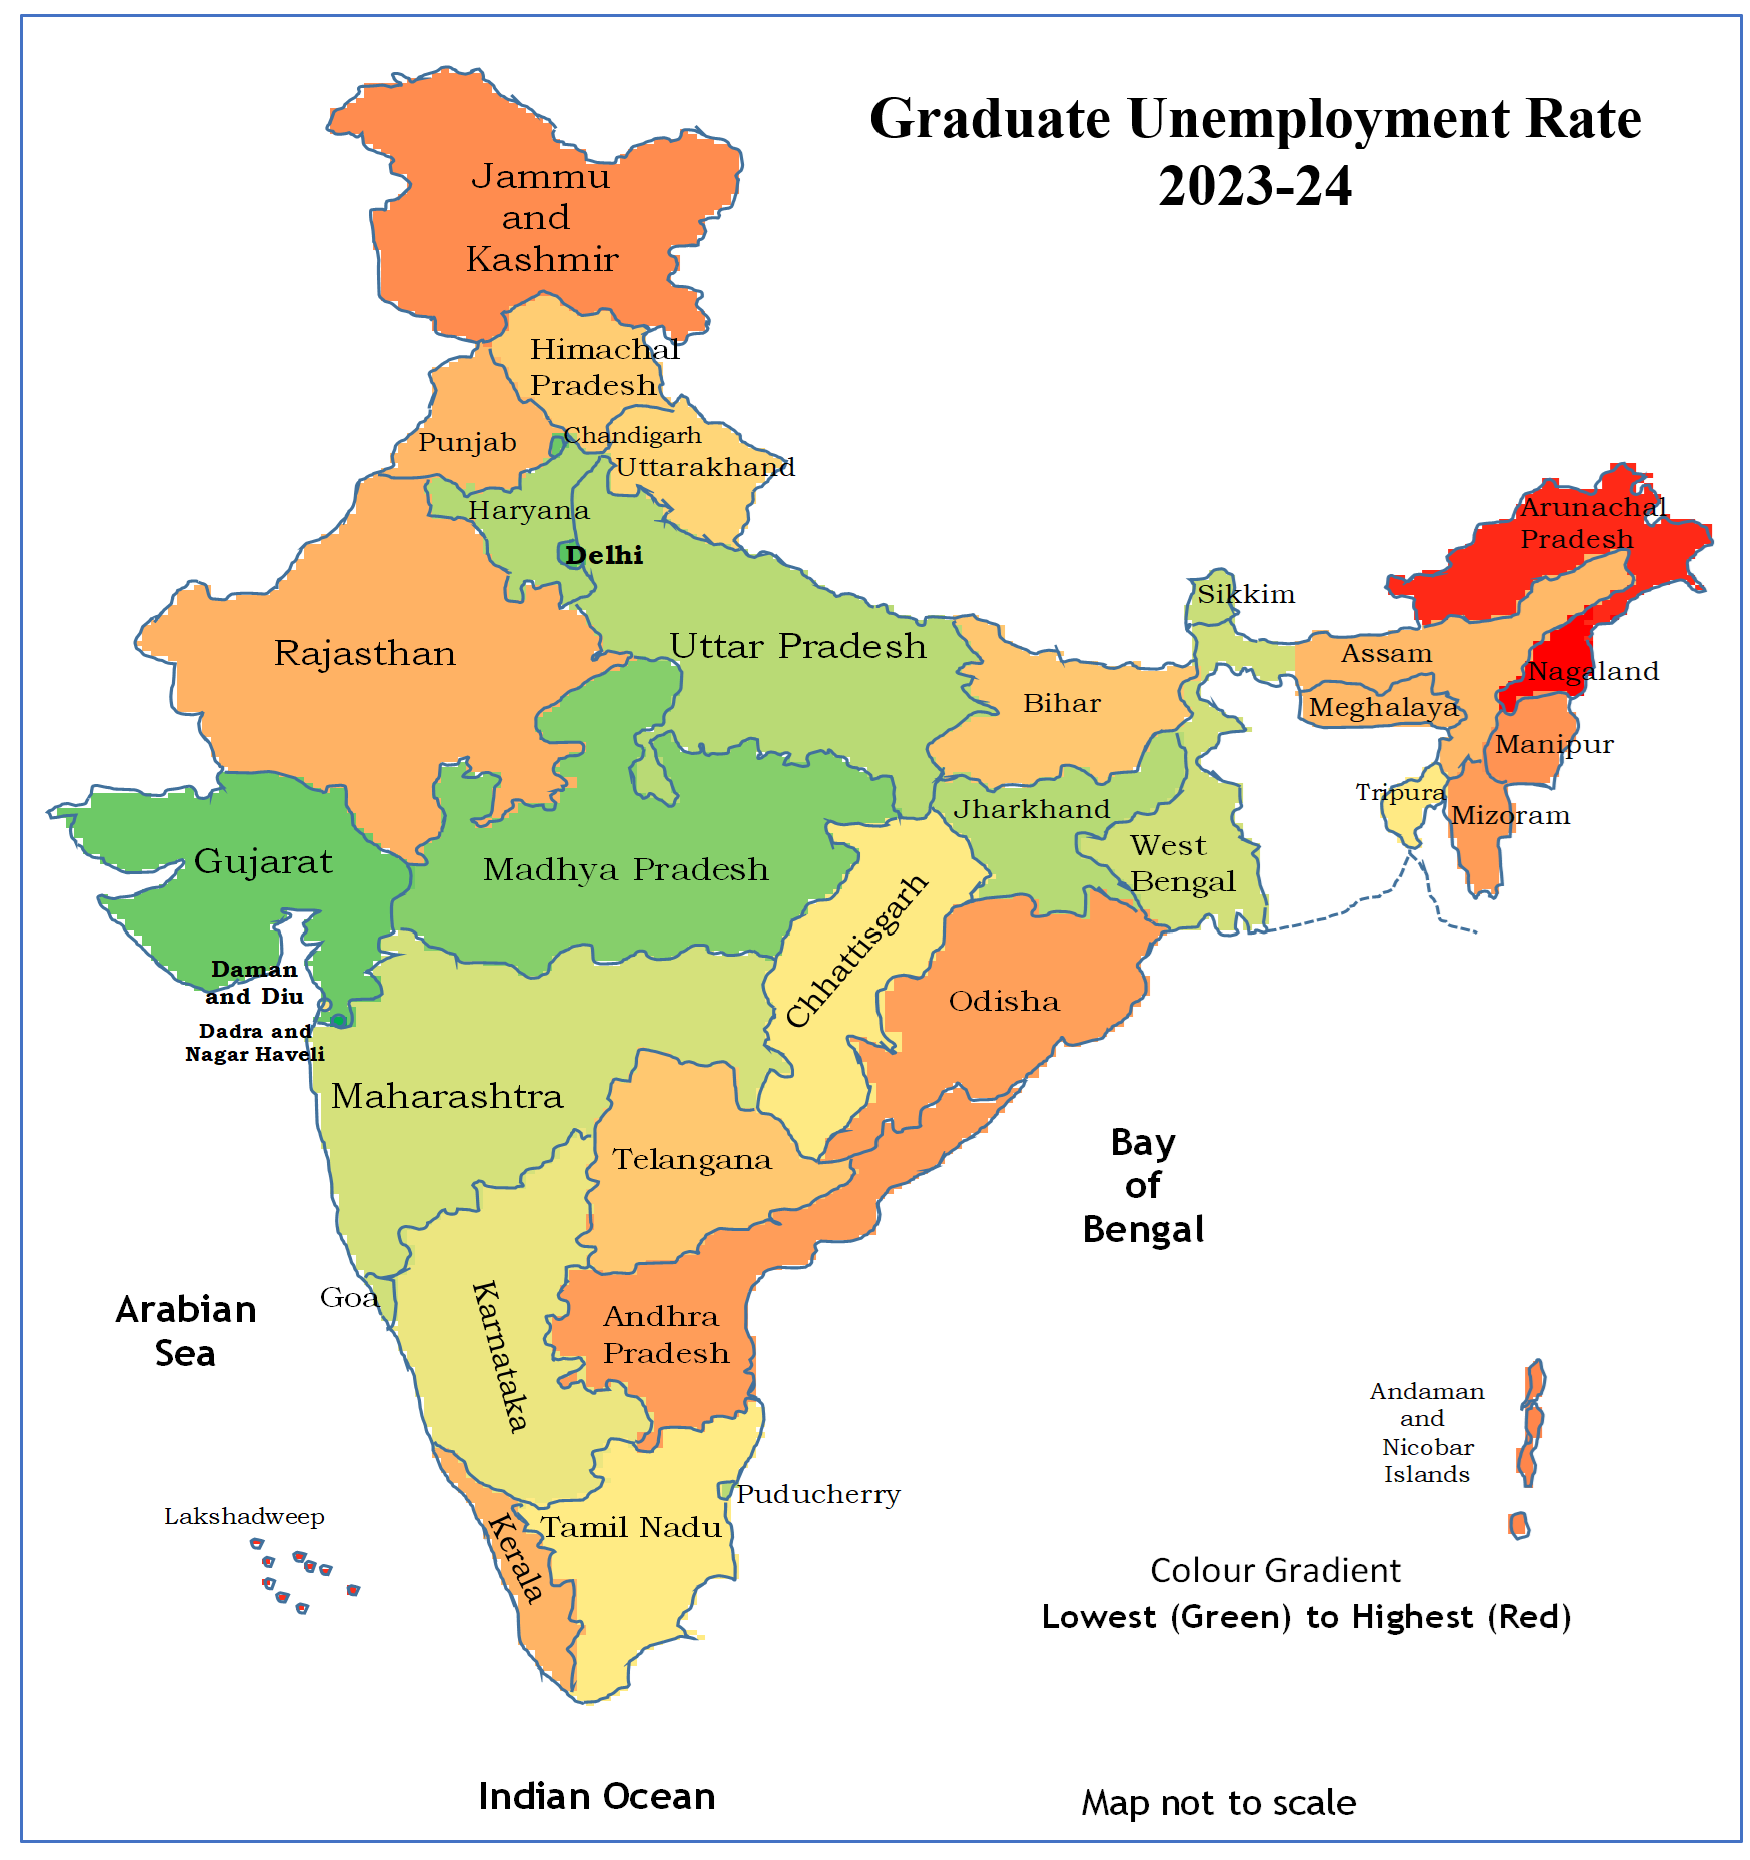 Graduate Unemployment Rate
2023-24
Jammu
and
Kashmir
Himachal
Pradesh
Punjab
Chandigarh
Uttarakhand
Haryana
Delhi
Arunachal
Pradesh
Sikkim
Rajasthan
Uttar Pradesh
Assam
Nagaland
Bihar
Meghalaya
Manipur
Tripura
Jharkhand
Mizoram
West
Bengal
Gujarat
Madhya Pradesh
Chhattisgarh
Daman
and Diu
Dadra and
Nagar Haveli
Odisha
Maharashtra
Telangana
Bay
of
Bengal
Goa
Karnataka
Arabian
Sea
Andhra
Pradesh
Andaman
and
Nicobar
Islands
Puducherry
Lakshadweep
Kerala
Tamil Nadu
Colour Gradient
Lowest (Green) to Highest (Red)
Indian Ocean
Map not to scale